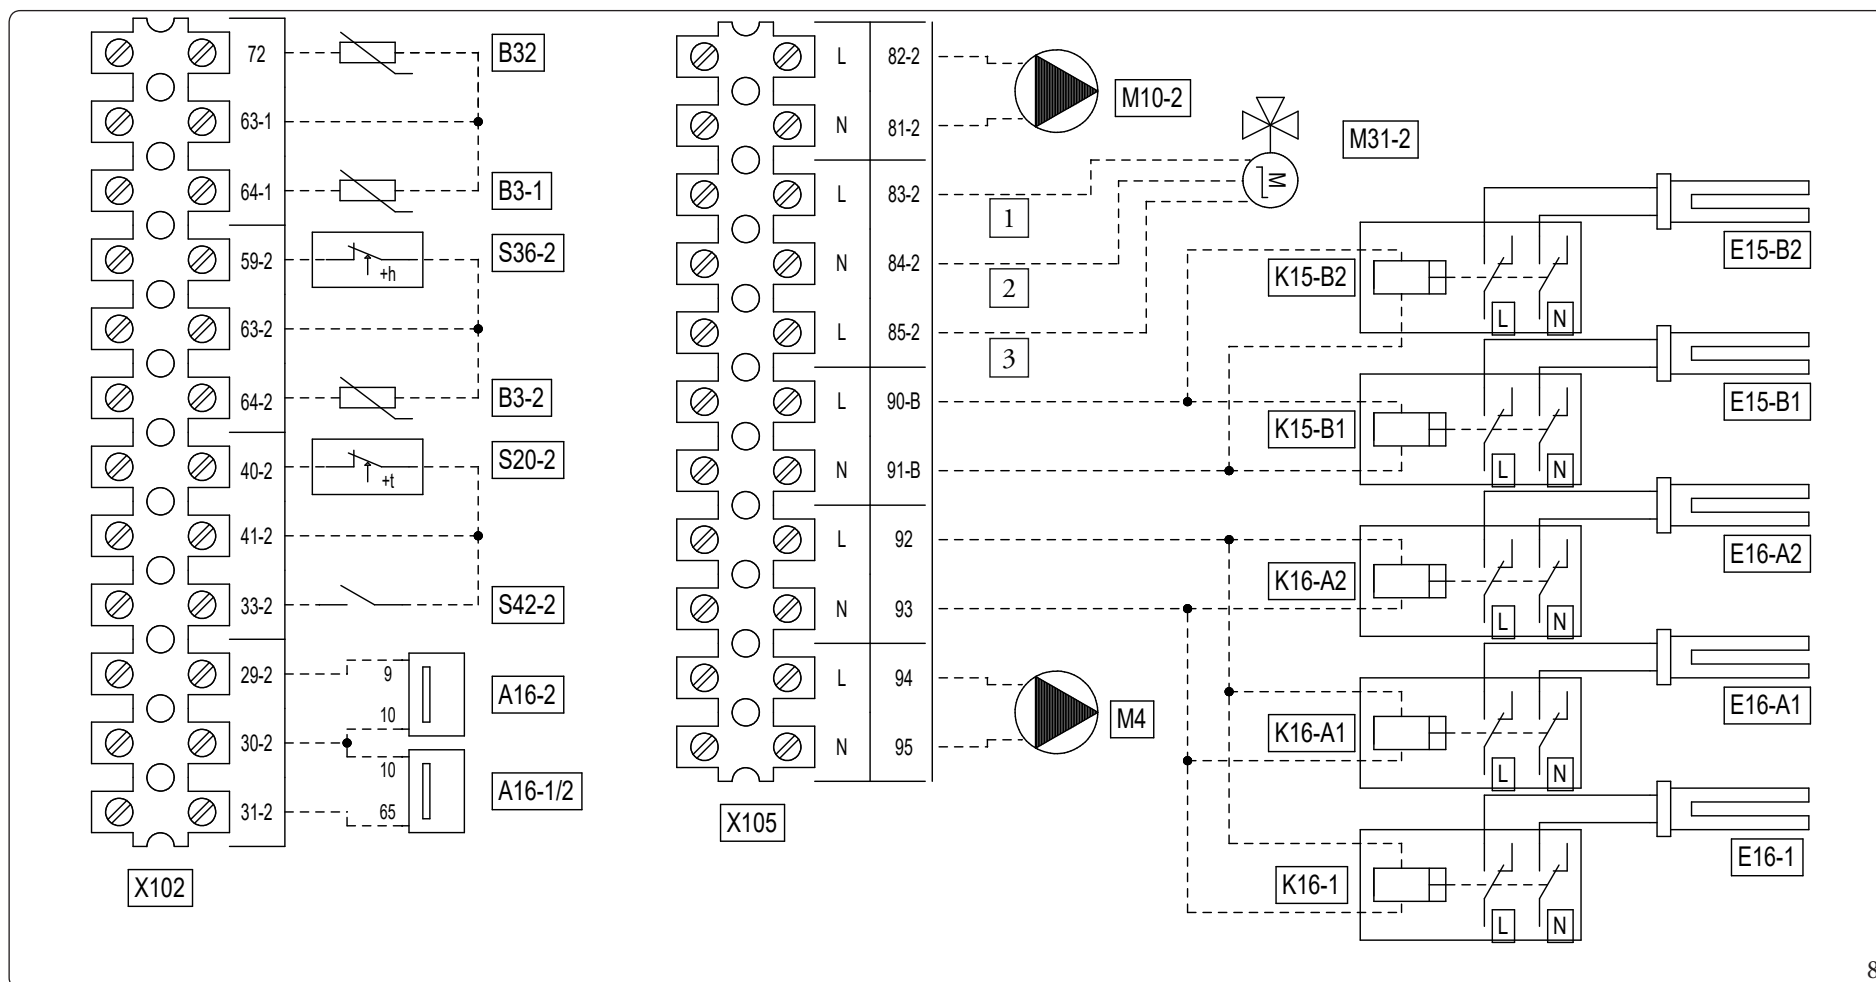 72
B32
63-1
64-1
B3-1
59-2
+h
S36-2
63-2
64-2
B3-2
40-2
+t
S20-2
41-2
33-2
S42-2
29-2
9
A16-2
10
30-2
10
31-2
65
A16-1/2
X102
L 82-2
M10-2
N 81-2
M31-2
M
L 83-2
1
N 84-2
2
L 85-2
3
L 90-B
N 91-B
L 92
N 93
L 94
M4
N 95
X105
E15-B2
K15-B2
L N
E15-B1
K15-B1
L N
E16-A2
K16-A2
L N
E16-A1
K16-A1
L N
E16-1
K16-1
L N
8